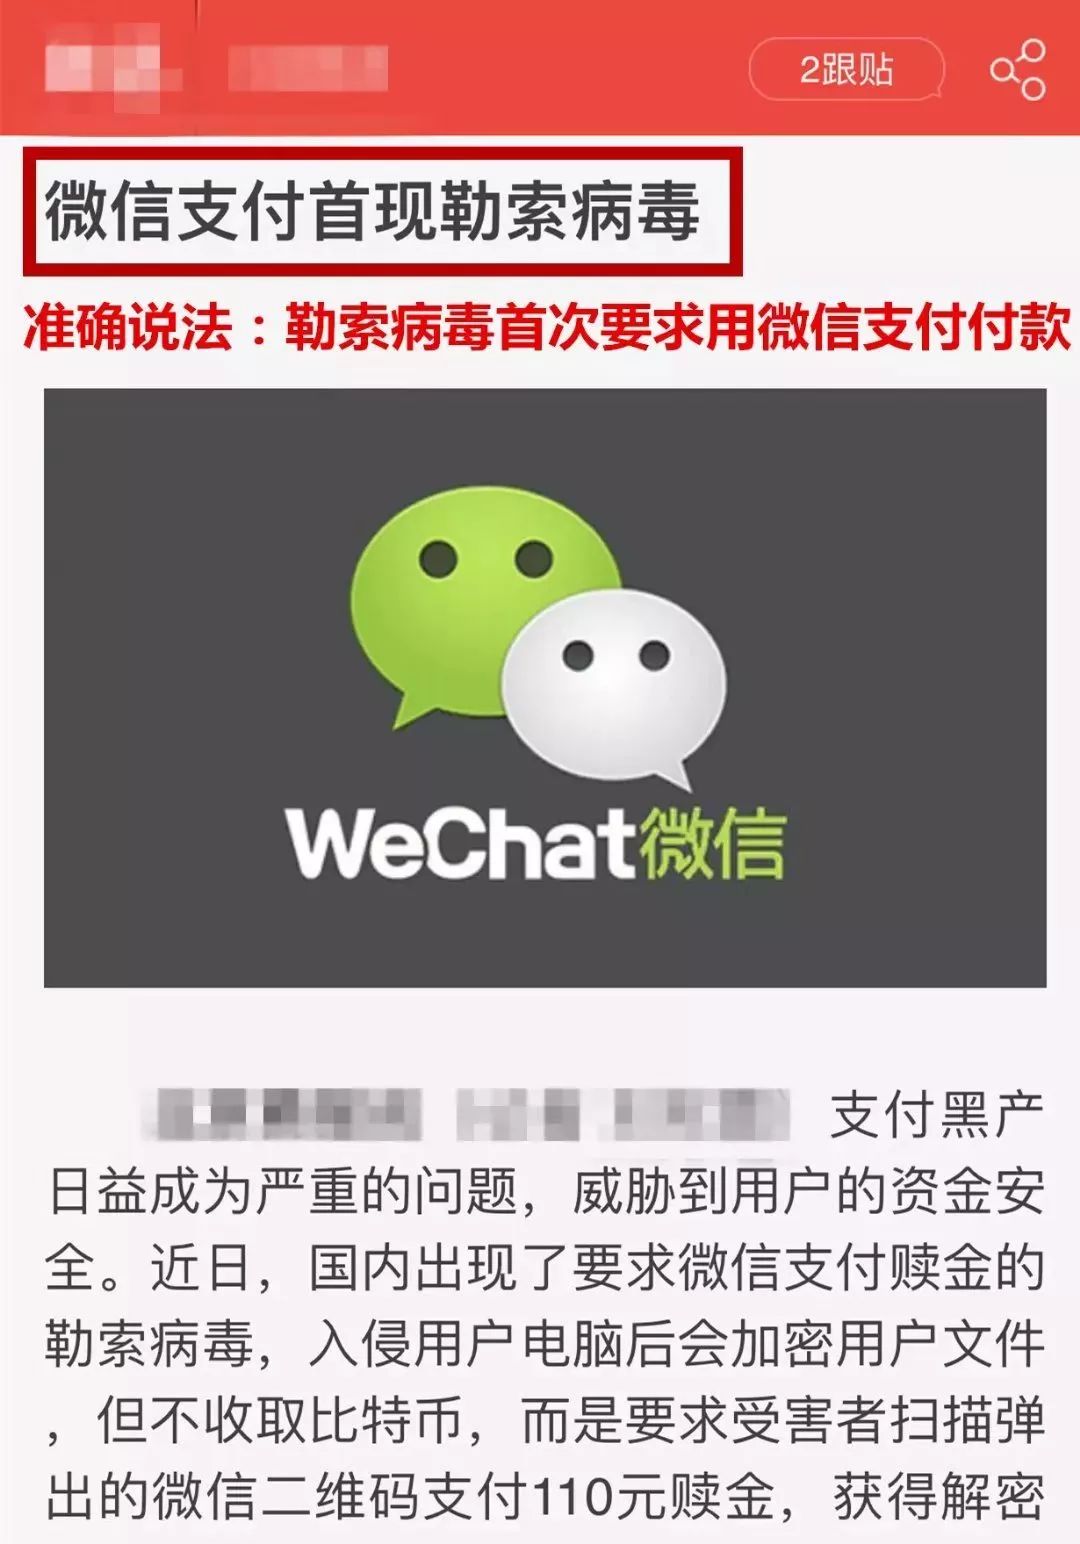 2跟贴
微信支付首现勒索病毒
准确说法：勒索病毒首次要求用微信支付付款
WeChat微信
支付黑产
日益成为严重的问题，威胁到用户的资金安
全。近日，国内出现了要求微信支付赎金的
勒索病毒，入侵用户电脑后会加密用户文件
，但不收取比特币，而是要求受害者扫描弹
出的微信二维码支付110元赎金，获得解密